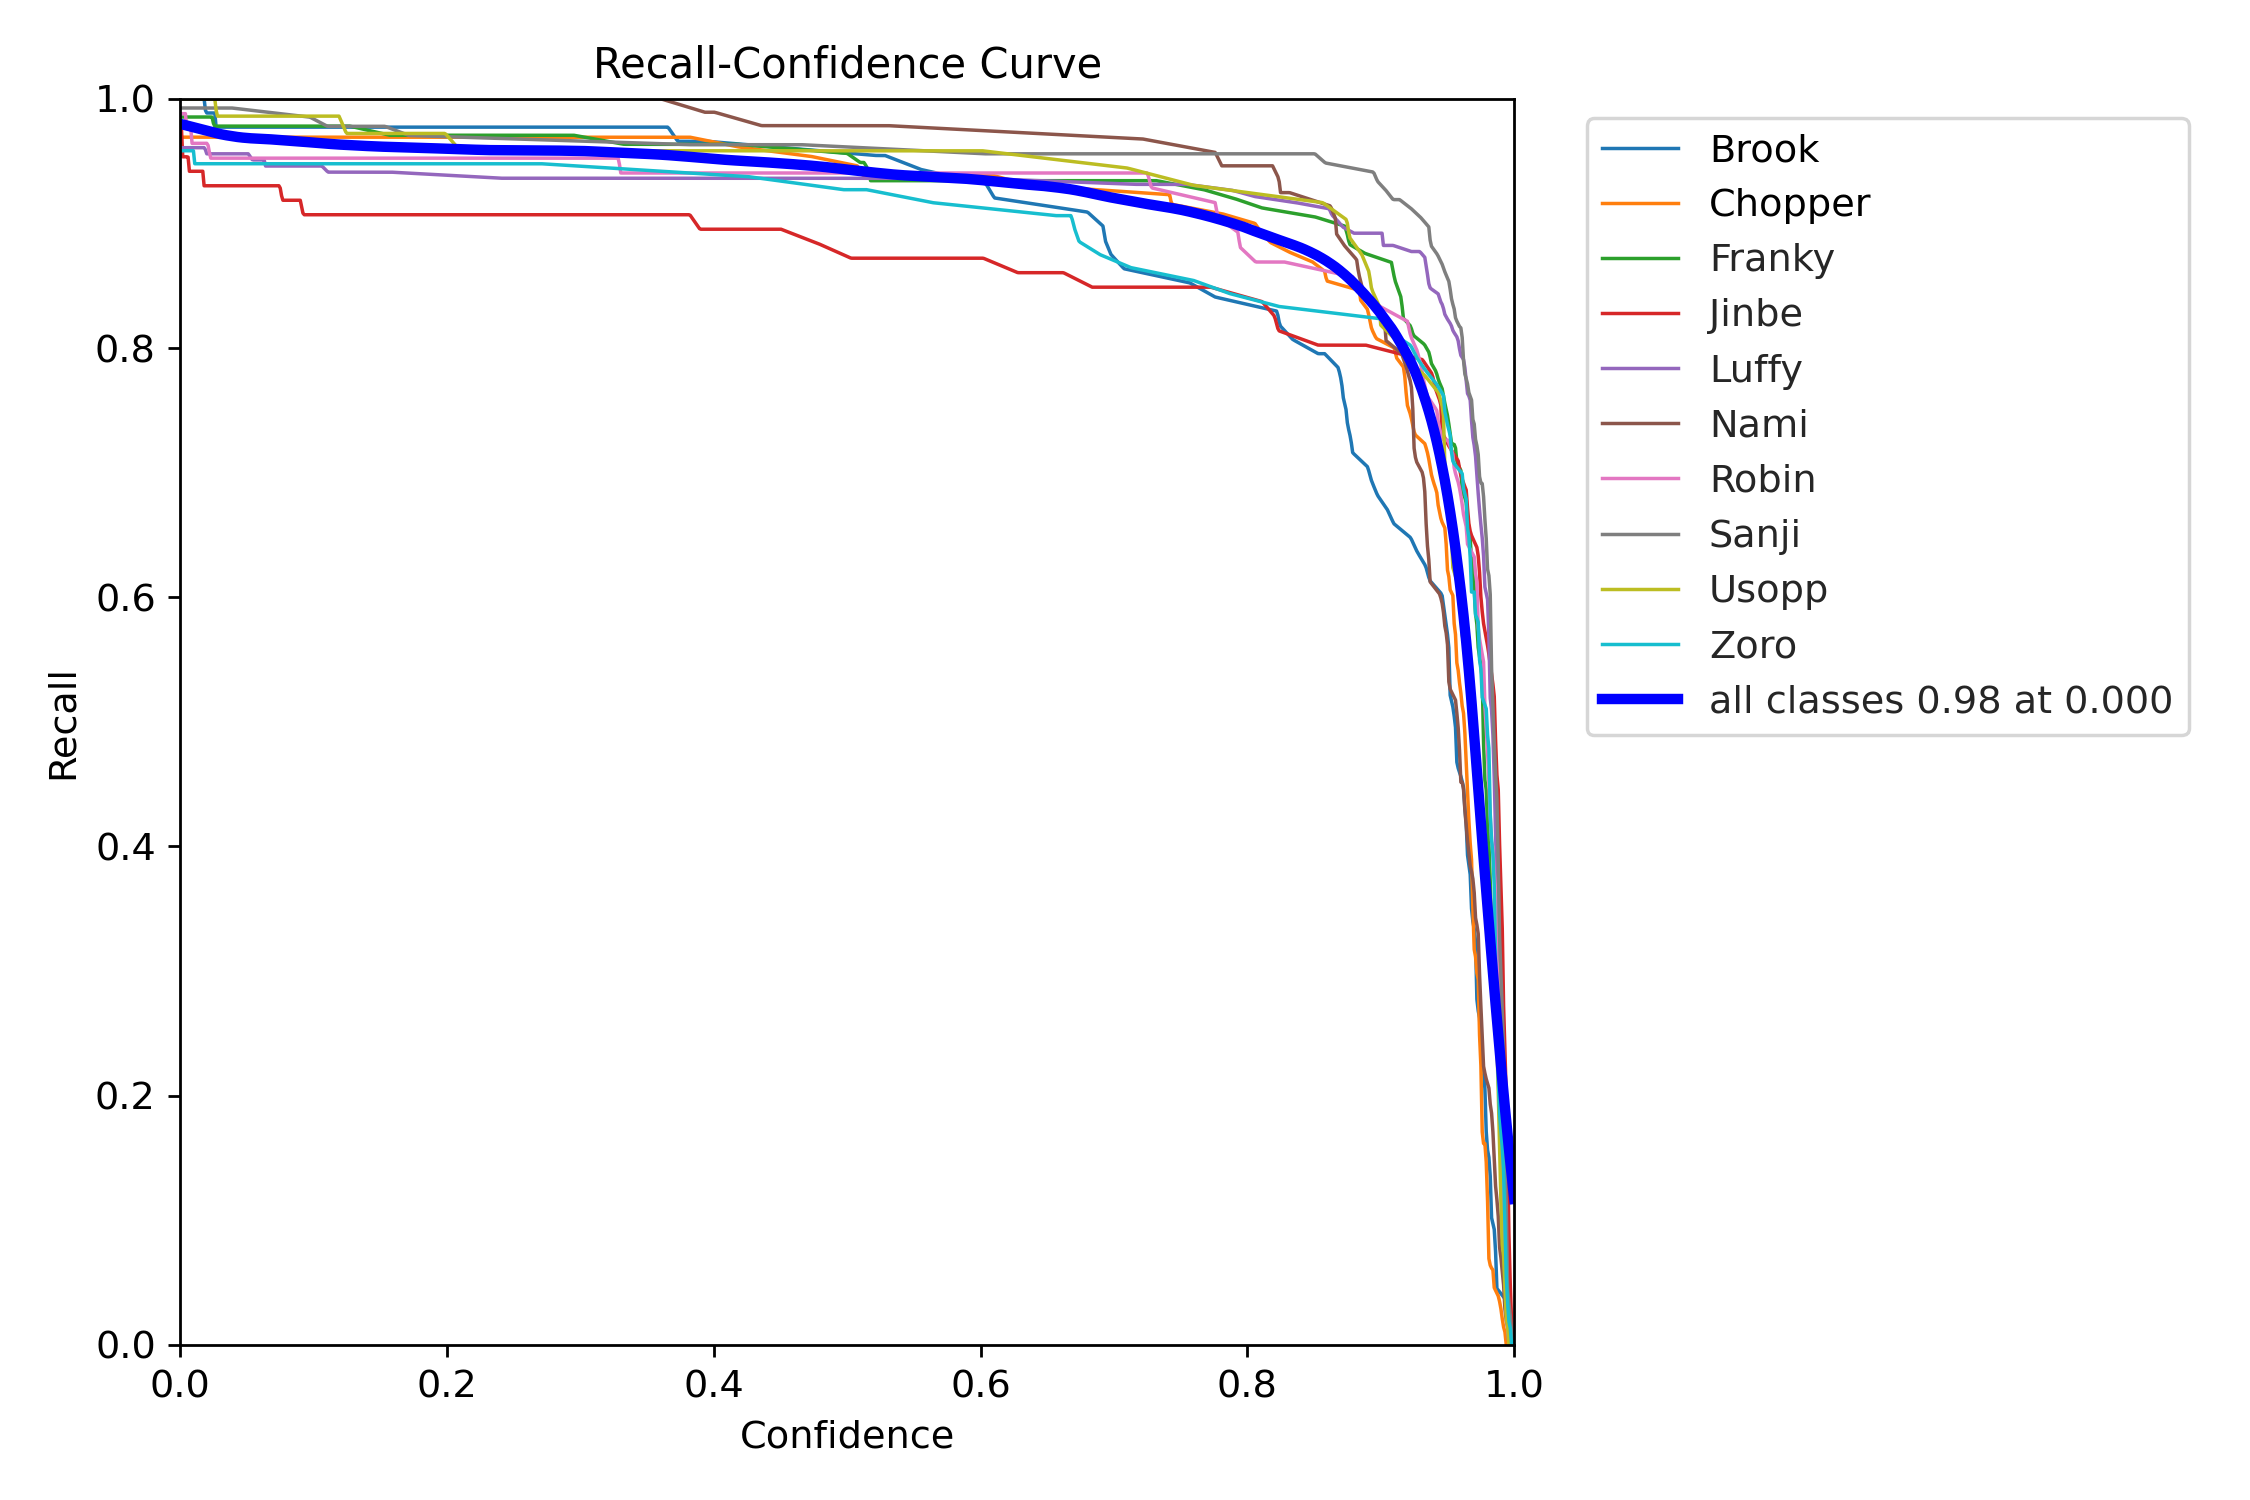 Recall-Confidence Curve
1.0
0.8
0.6
0.4
0.2
0.0
Recall
0.0 0.2 0.4 0.6 0.8 1.0
Confidence
Brook
Chopper
Franky
Jinbe
Luffy
Nami
Robin
Sanji
Usopp
Zoro
all classes 0.98 at 0.000